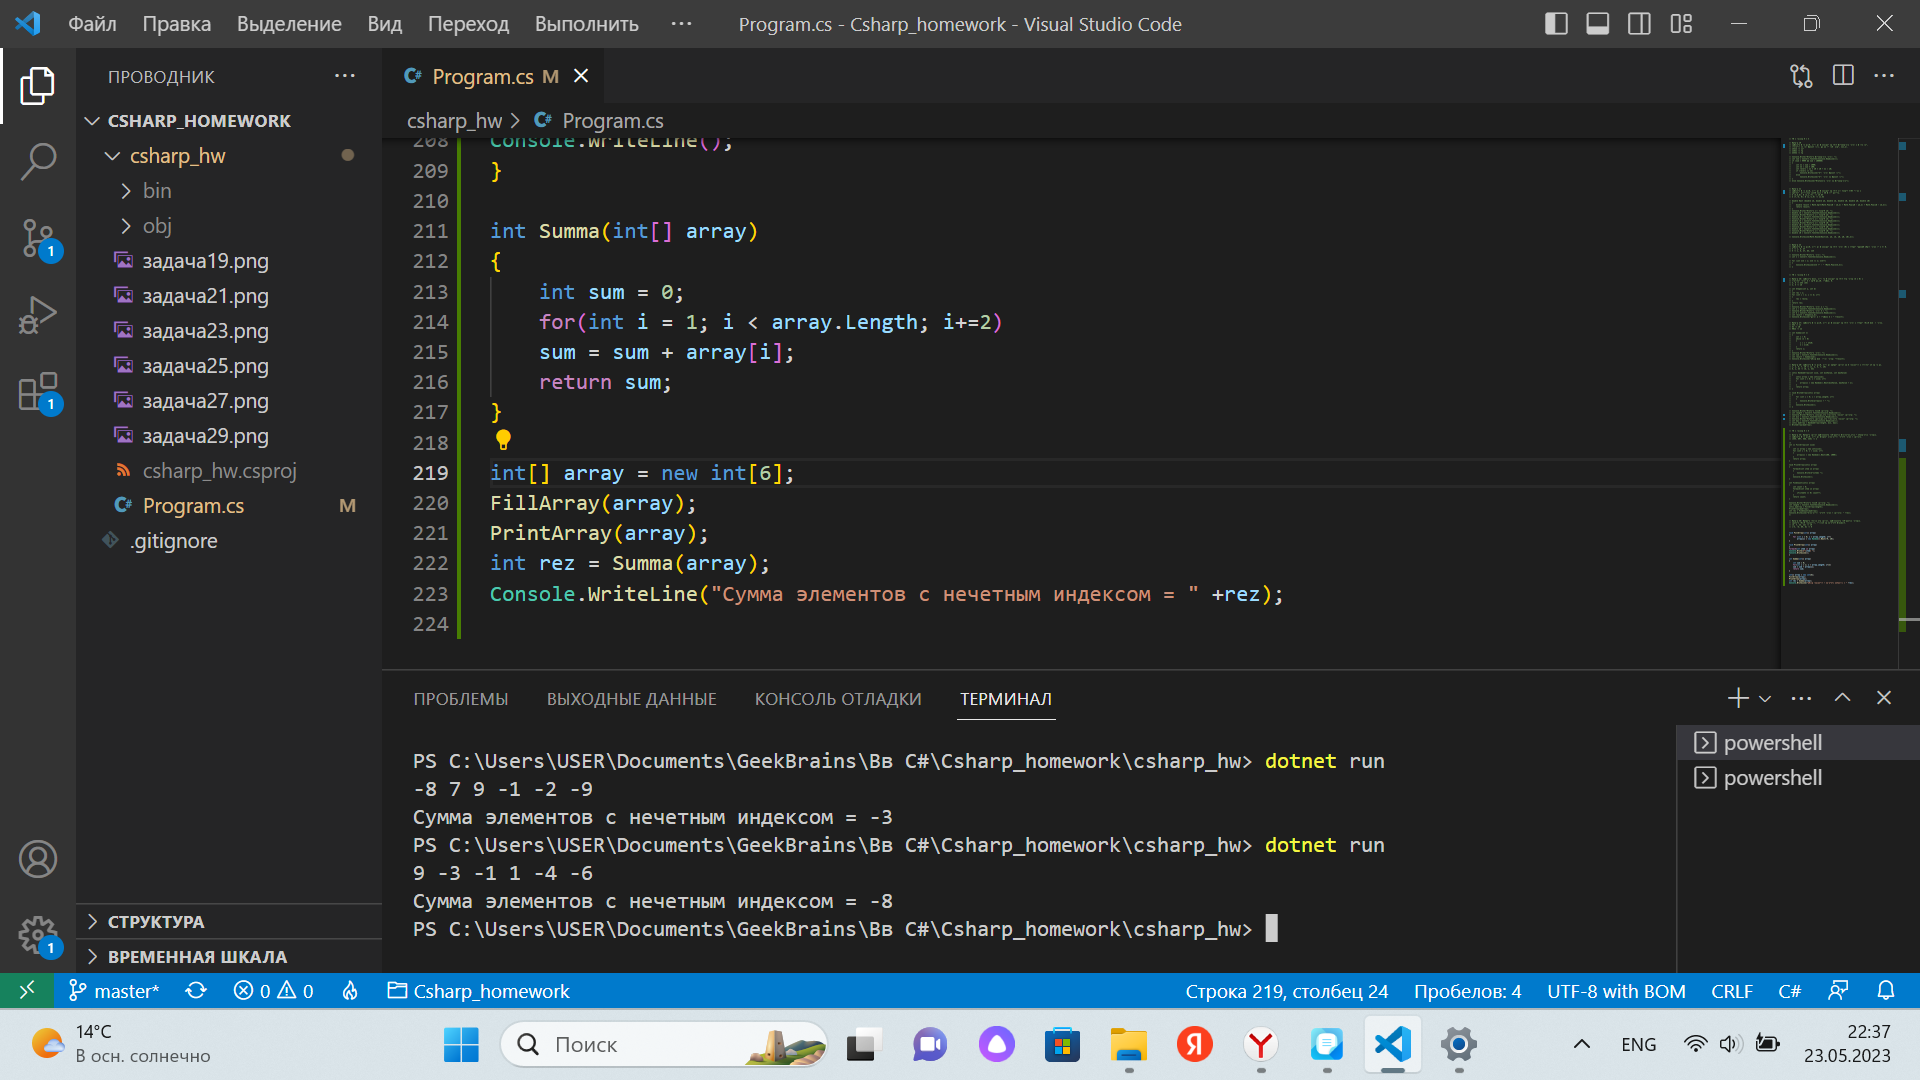 Файл Правка Выделение Вид Переход Выполнить ··· Program.cs - Csharp_homework - Visual Studio Code
ПРОВОДНИК ···
CSHARP_HOMEWORK
csharp_hw
bin
obj
задача19.png
задача21.png
задача23.png
задача25.png
задача27.png
задача29.png
csharp_hw.csproj
Program.cs M
.gitignore
СТРУКТУРА
ВРЕМЕННАЯ ШКАЛА
1
1
1
Program.cs M
csharp_hw > Program.cs
208 Console.WriteLine();
209 }
210
211 int Summa(int[] array)
212 {
213     int sum = 0;
214     for(int i = 1; i < array.Length; i+=2)
215     sum = sum + array[i];
216     return sum;
217 }
218
219 int[] array = new int[6];
220 FillArray(array);
221 PrintArray(array);
222 int rez = Summa(array);
223 Console.WriteLine("Сумма элементов с нечетным индексом = " +rez);
224
ПРОБЛЕМЫ ВЫХОДНЫЕ ДАННЫЕ КОНСОЛЬ ОТЛАДКИ ТЕРМИНАЛ
PS C:\Users\USER\Documents\GeekBrains\Вв C#\Csharp_homework\csharp_hw> dotnet run
-8 7 9 -1 -2 -9
Сумма элементов с нечетным индексом = -3
PS C:\Users\USER\Documents\GeekBrains\Вв C#\Csharp_homework\csharp_hw> dotnet run
9 -3 -1 1 -4 -6
Сумма элементов с нечетным индексом = -8
PS C:\Users\USER\Documents\GeekBrains\Вв C#\Csharp_homework\csharp_hw>
powershell
powershell
master* 0 0 Csharp_homework Строка 219, столбец 24 Пробелов: 4 UTF-8 with BOM CRLF C#
14°C
В осн. солнечно
Поиск
ENG
22:37
23.05.2023